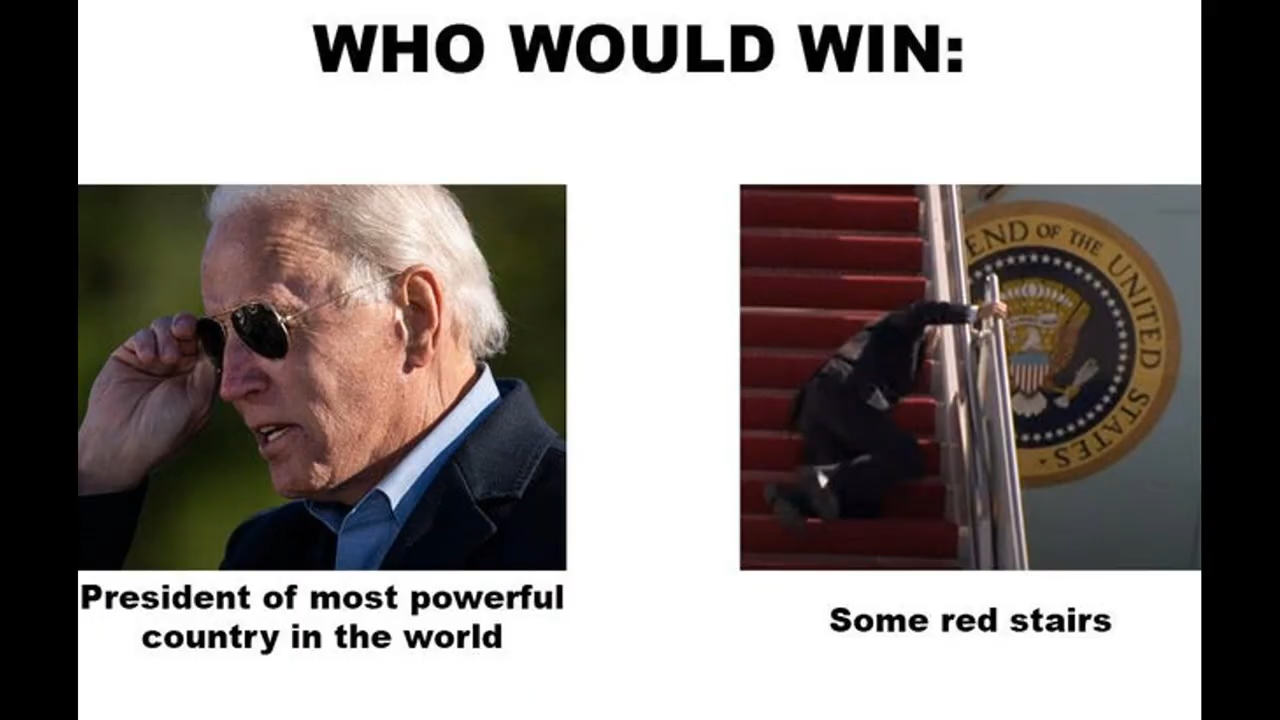 WHO WOULD WIN:
END OF THE UNITED STATES
President of most powerful
country in the world
Some red stairs